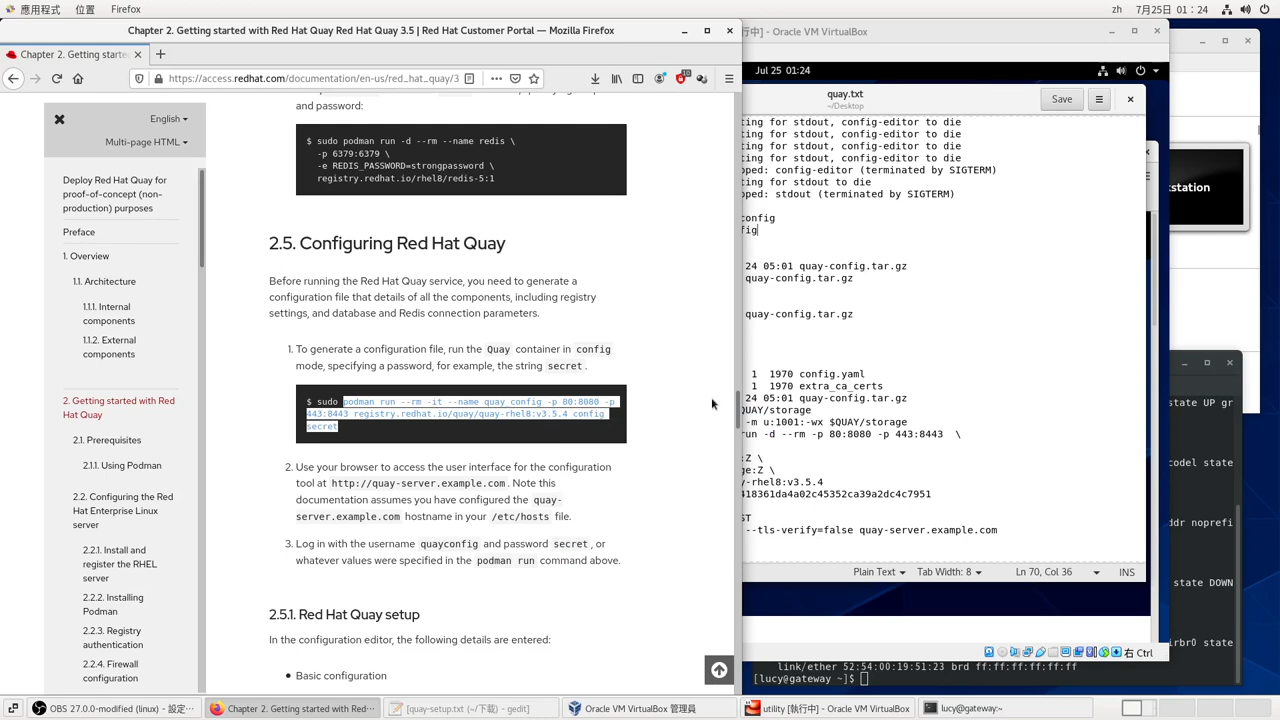 應用程式 位置 Firefox
zh 7月25日 01：24
Chapter 2. Getting started with Red Hat Quay Red Hat Quay 3.5 | Red Hat Customer Portal — Mozilla Firefox
Chapter 2. Getting started
https://access.redhat.com/documentation/en-us/red_hat_quay/3
10
English
Multi-page HTML
Deploy Red Hat Quay for
proof-of-concept (non-
production) purposes
Preface
1. Overview
1.1. Architecture
1.1.1. Internal
components
1.1.2. External
components
2. Getting started with Red
Hat Quay
2.1. Prerequisites
2.1.1. Using Podman
2.2. Configuring the Red
Hat Enterprise Linux
server
2.2.1. Install and
register the RHEL
server
2.2.2. Installing
Podman
2.2.3. Registry
authentication
2.2.4. Firewall
configuration
and password:
$ sudo podman run -d --rm --name redis \
-p 6379:6379 \
-e REDIS_PASSWORD=strongpassword \
registry.redhat.io/rhel8/redis-5:1
2.5. Configuring Red Hat Quay
Before running the Red Hat Quay service, you need to generate a
configuration file that details of all the components, including registry
settings, and database and Redis connection parameters.
1. To generate a configuration file, run the Quay container in config
mode, specifying a password, for example, the string secret .
$ sudo podman run --rm -it --name quay_config -p 80:8080 -p
443:8443 registry.redhat.io/quay/quay-rhel8:v3.5.4 config
secret
2. Use your browser to access the user interface for the configuration
tool at http://quay-server.example.com . Note this
documentation assumes you have configured the quay-
server.example.com hostname in your /etc/hosts file.
3. Log in with the username quayconfig and password secret , or
whatever values were specified in the podman run command above.
2.5.1. Red Hat Quay setup
In the configuration editor, the following details are entered:
Basic configuration
行中] - Oracle VM VirtualBox
Jul 25 01:24
quay.txt
~/Desktop
Save
ting for stdout, config-editor to die
ting for stdout, config-editor to die
ting for stdout, config-editor to die
ting for stdout, config-editor to die
pped: config-editor (terminated by SIGTERM)
ting for stdout to die
pped: stdout (terminated by SIGTERM)
config
fig
24 05:01 quay-config.tar.gz
quay-config.tar.gz
quay-config.tar.gz
1 1970 config.yaml
1 1970 extra_ca_certs
24 05:01 quay-config.tar.gz
QUAY/storage
-m u:1001:-wx $QUAY/storage
run -d --rm -p 80:8080 -p 443:8443 \
:Z \
ge:Z \
y-rhel8:v3.5.4
418361da4a02c45352ca39a2dc4c7951
ST
--tls-verify=false quay-server.example.com
Plain Text Tab Width: 8 Ln 70, Col 36 INS
右 Ctrl
station
state UP gr
codel state
ddr noprefi
state DOWN
irbr0 state
link/ether 52:54:00:19:51:23 brd ff:ff:ff:ff:ff:ff
[lucy@gateway ~]$
OBS 27.0.0-modified (linux) - 設定…
Chapter 2. Getting started with Red…
[quay-setup.txt (~/下載) - gedit]
Oracle VM VirtualBox 管理員
utility [執行中] - Oracle VM VirtualBox
lucy@gateway:~